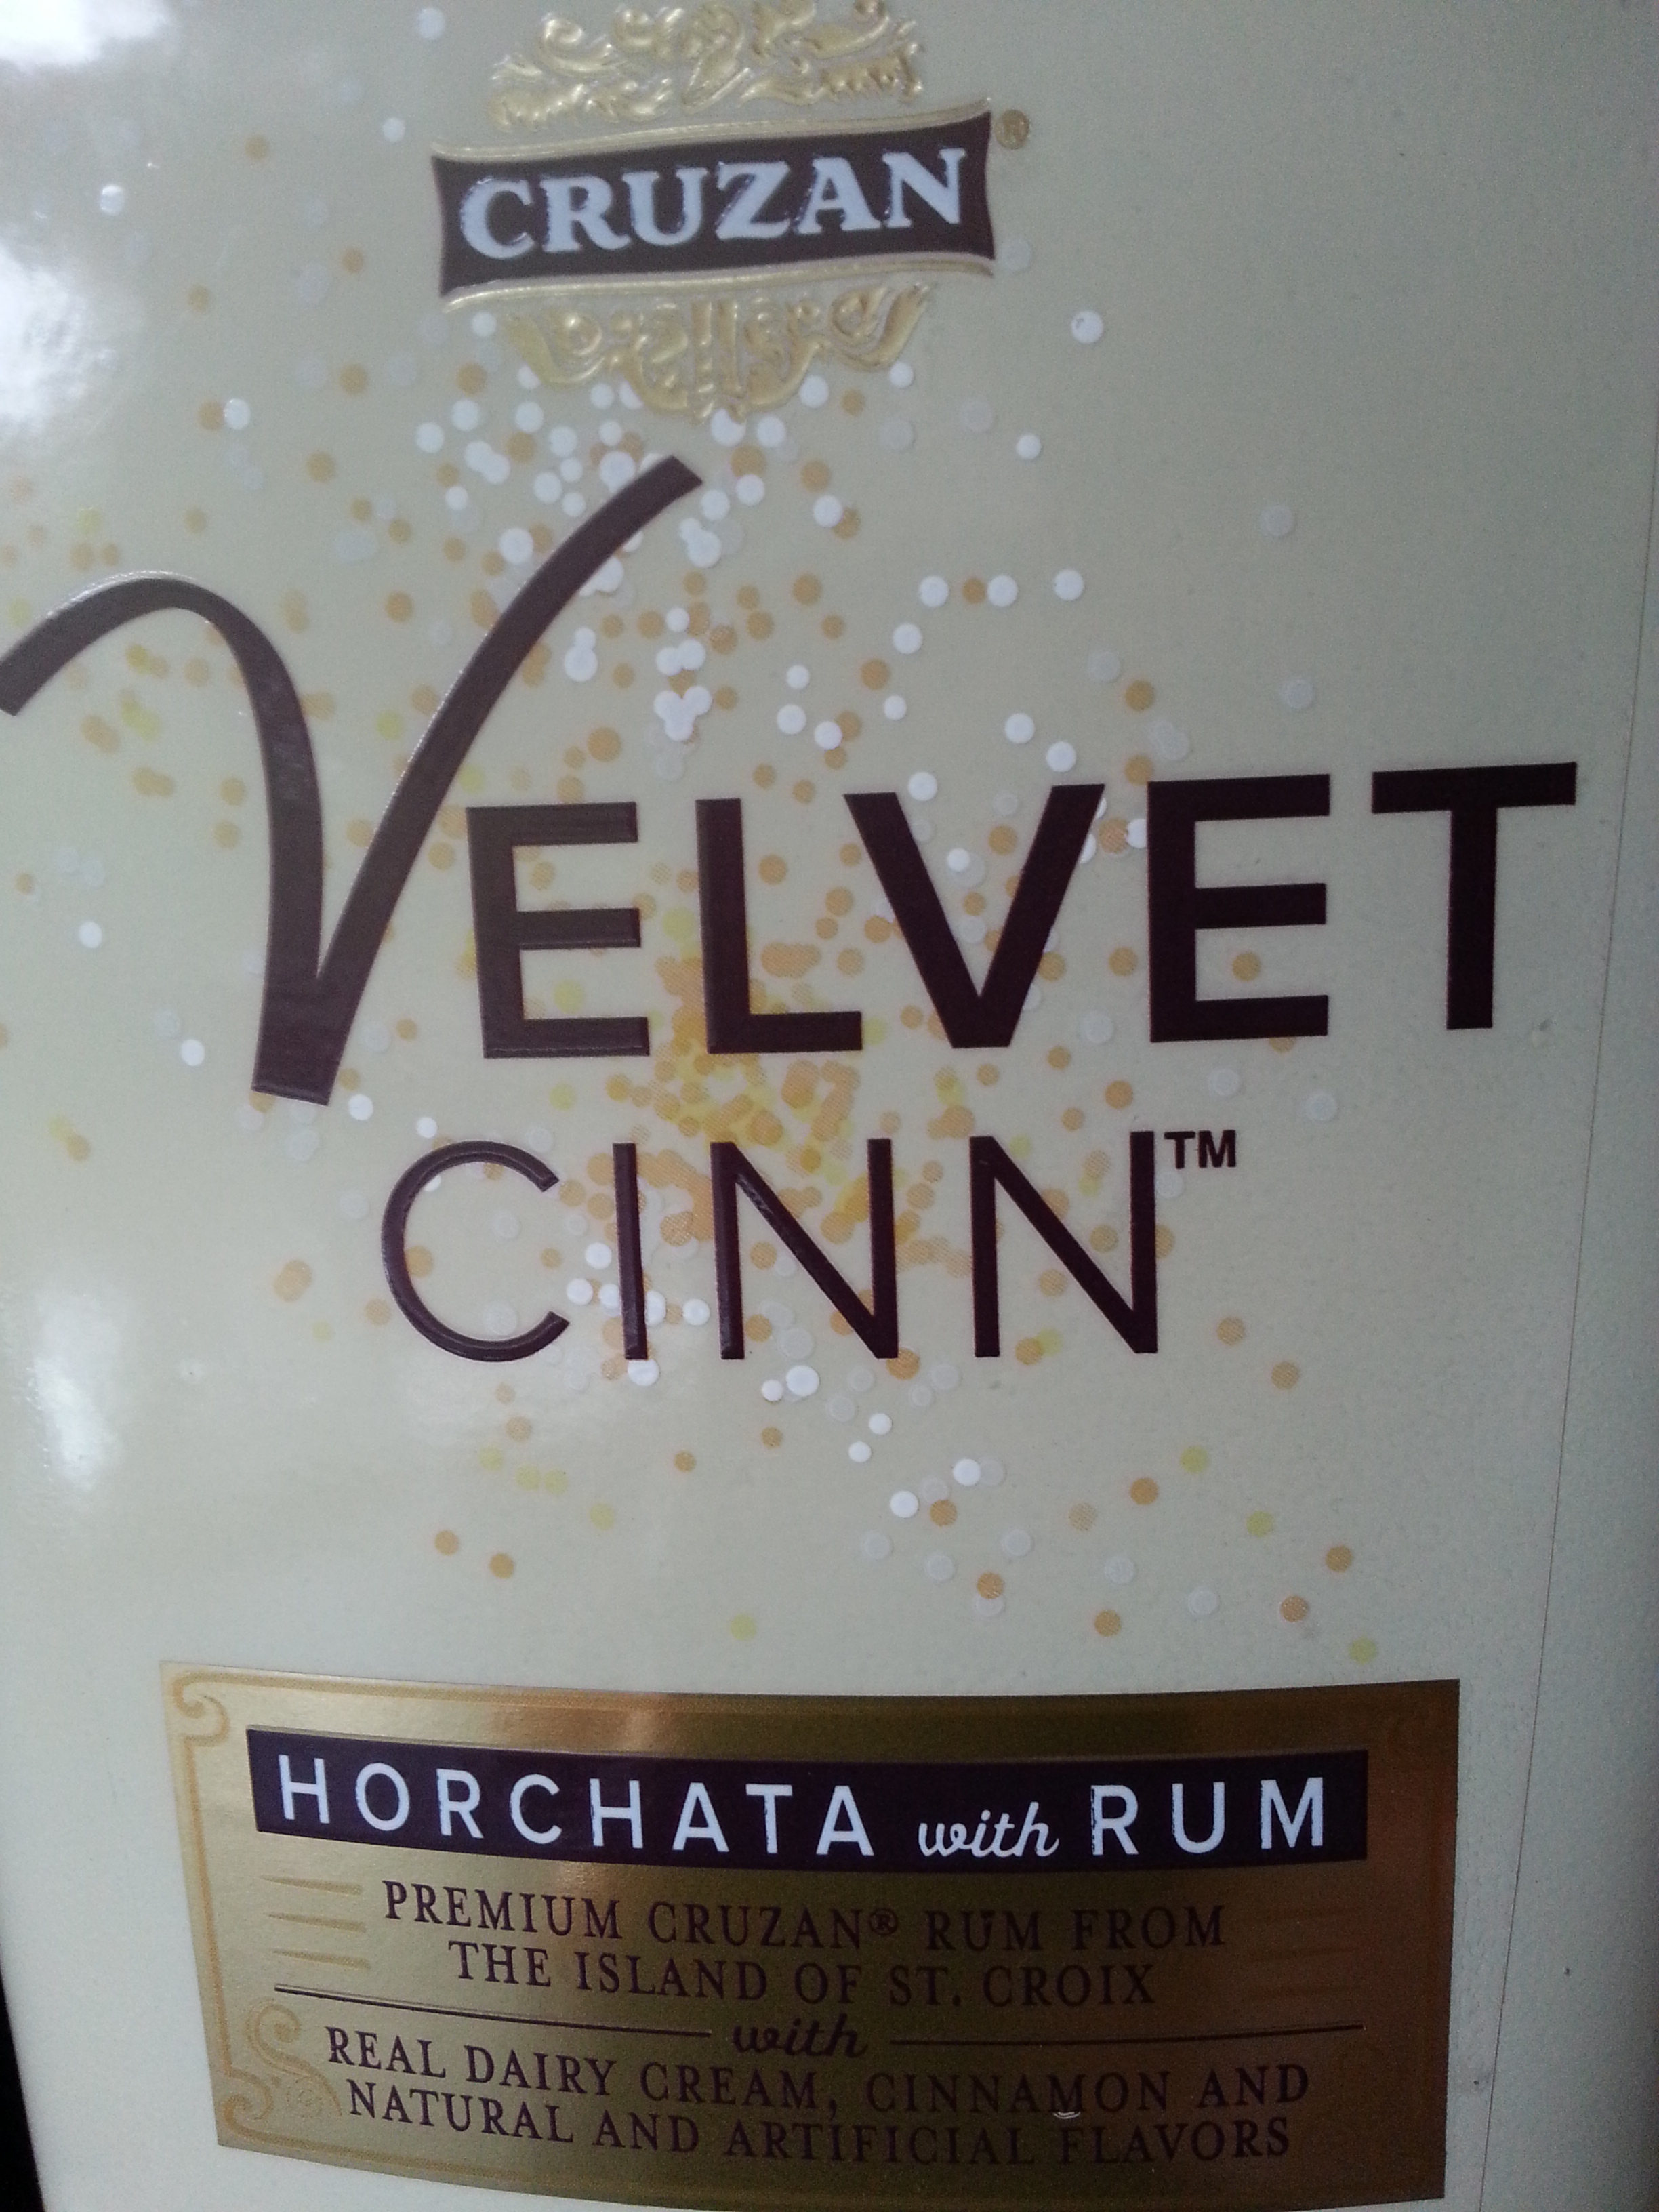 CRUZAN®
VELVET
CINN™
HORCHATA with RUM
PREMIUM CRUZAN® RUM FROM
THE ISLAND OF ST. CROIX
with
REAL DAIRY CREAM, CINNAMON AND
NATURAL AND ARTIFICIAL FLAVORS